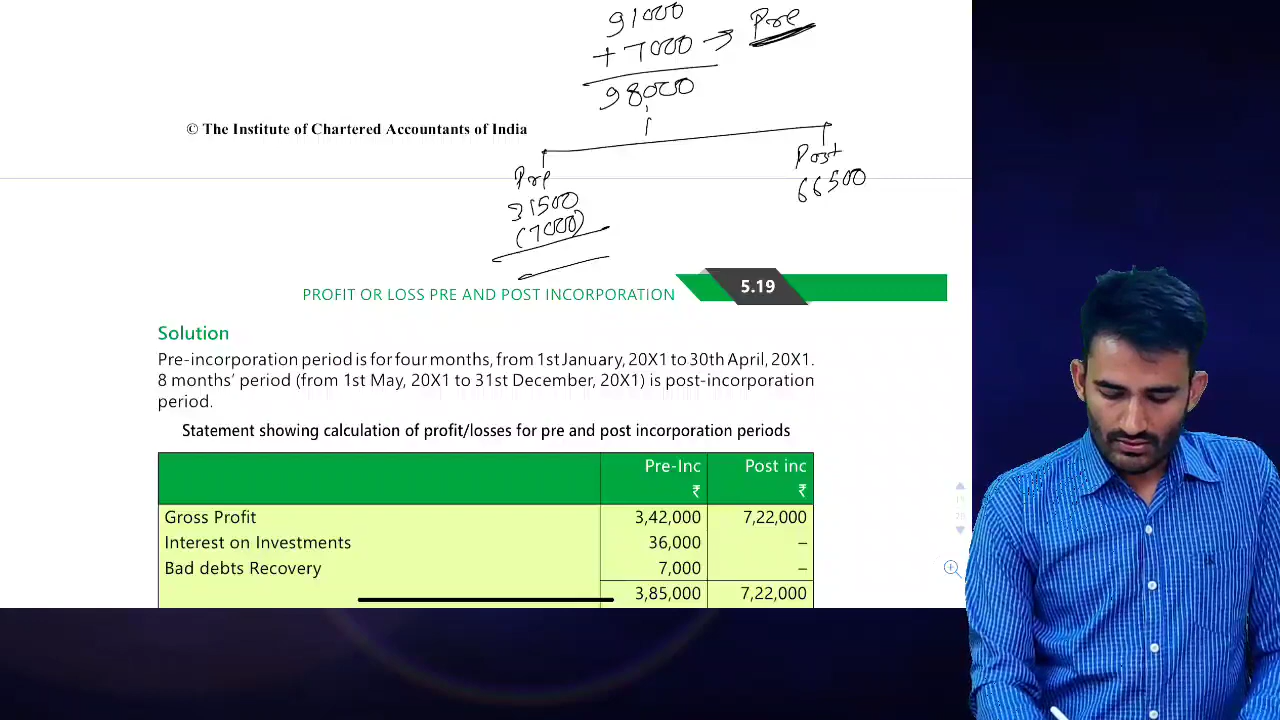 91000
+ 7000 → Pre
98000
© The Institute of Chartered Accountants of India
Pre
31500
(7000)
Post
66500
PROFIT OR LOSS PRE AND POST INCORPORATION 5.19
Solution
Pre-incorporation period is for four months, from 1st January, 20X1 to 30th April, 20X1.
8 months' period (from 1st May, 20X1 to 31st December, 20X1) is post-incorporation
period.
Statement showing calculation of profit/losses for pre and post incorporation periods
Pre-Inc Post inc
₹ ₹
Gross Profit 3,42,000 7,22,000
Interest on Investments 36,000 –
Bad debts Recovery 7,000 –
3,85,000 7,22,000